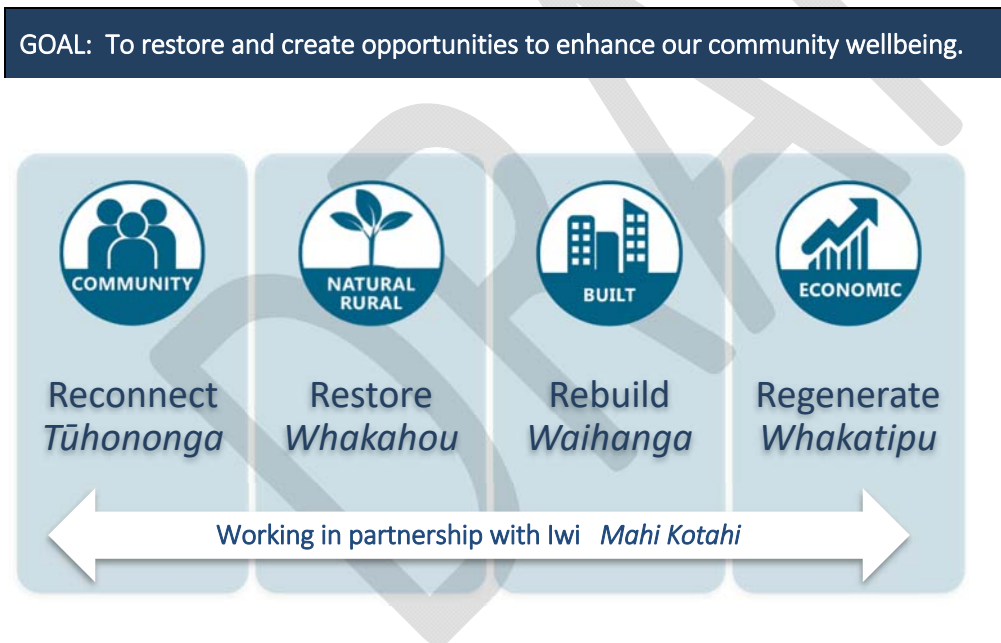 GOAL:  To restore and create opportunities to enhance our community wellbeing.
COMMUNITY
NATURAL
RURAL
BUILT
ECONOMIC
Reconnect
Tūhononga
Restore
Whakahou
Rebuild
Waihanga
Regenerate
Whakatipu
Working in partnership with Iwi   Mahi Kotahi
DRA